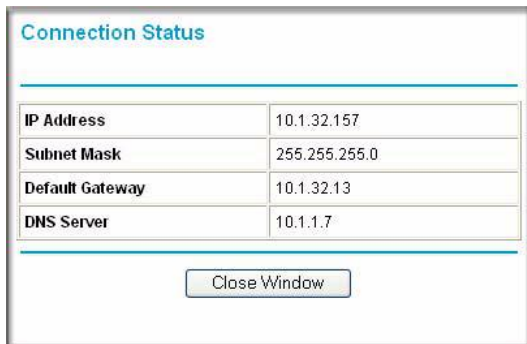 Connection Status
IP Address 10.1.32.157
Subnet Mask 255.255.255.0
Default Gateway 10.1.32.13
DNS Server 10.1.1.7
Close Window